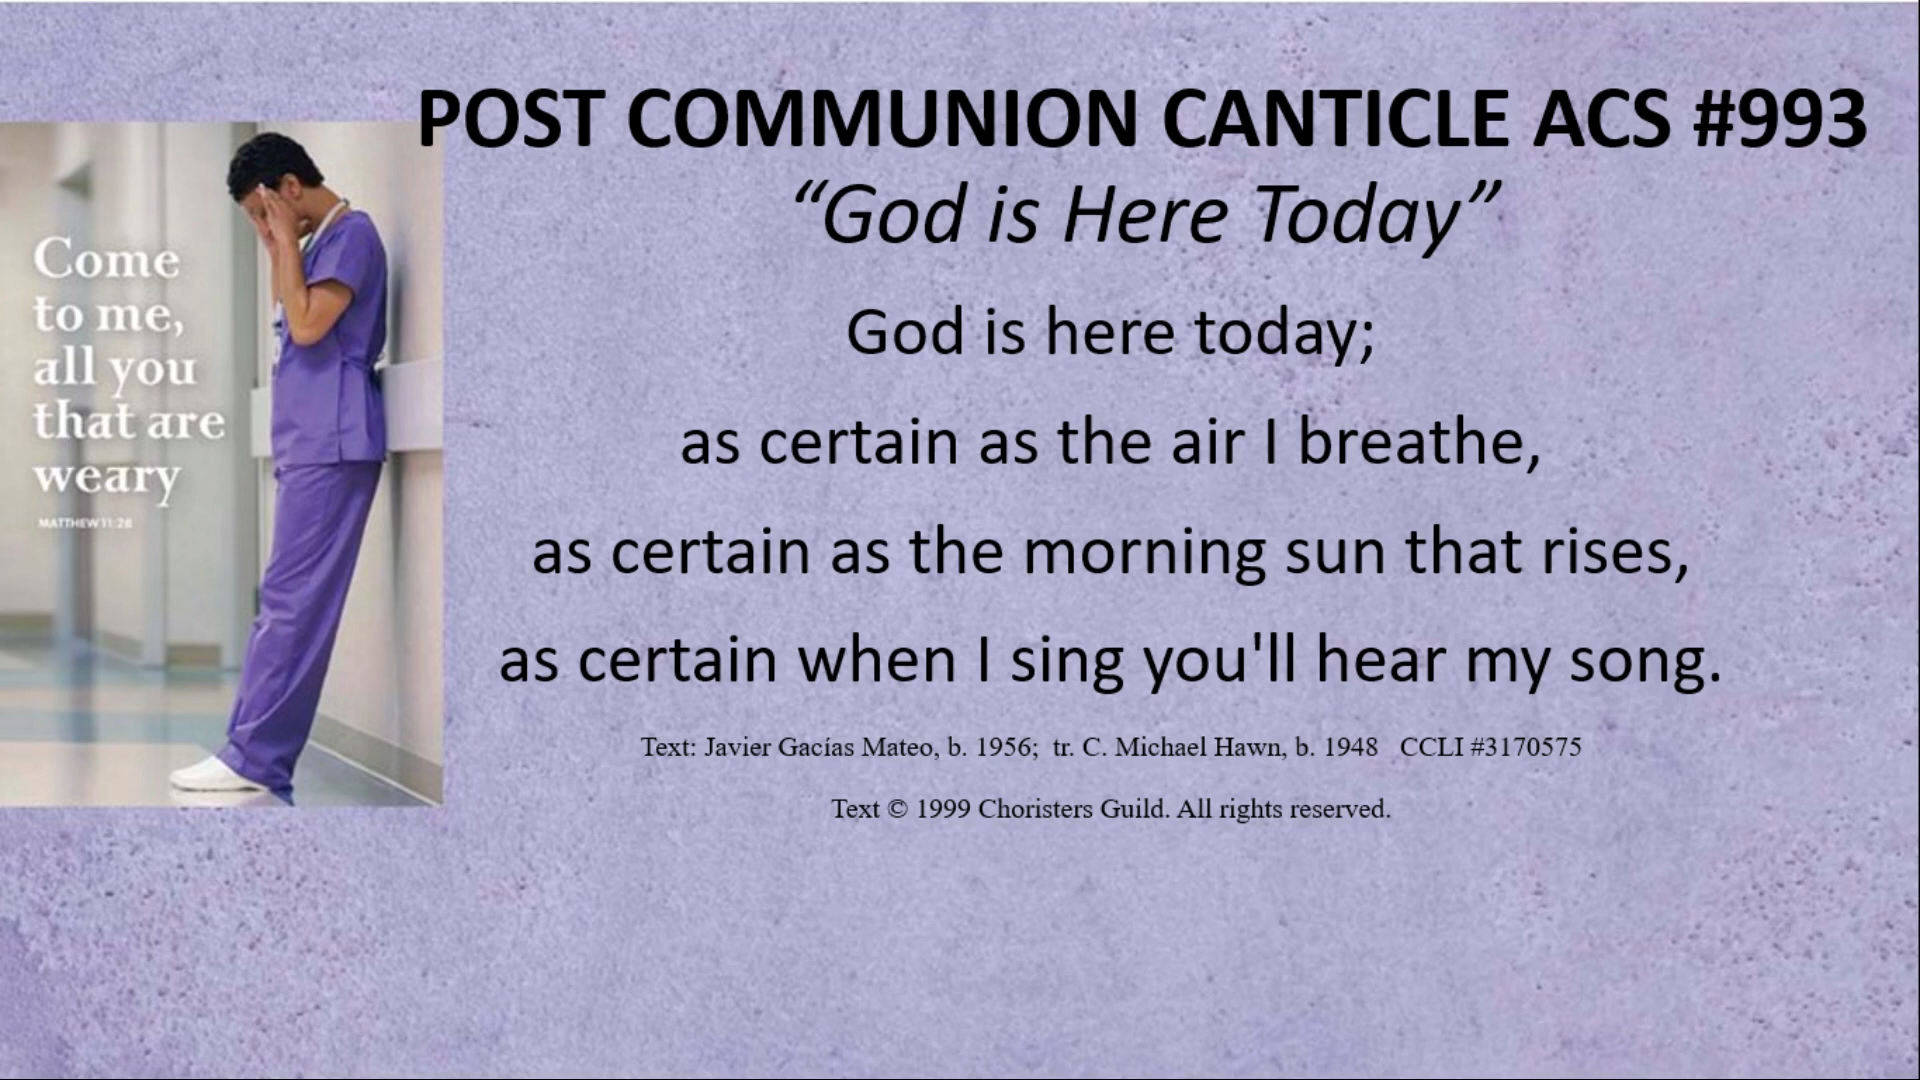 POST COMMUNION CANTICLE ACS #993
“God is Here Today”
God is here today;
as certain as the air I breathe,
as certain as the morning sun that rises,
as certain when I sing you'll hear my song.
Text: Javier Gacías Mateo, b. 1956;  tr. C. Michael Hawn, b. 1948   CCLI #3170575
Text © 1999 Choristers Guild. All rights reserved.
Come
to me,
all you
that are
weary
MATTHEW 11:28